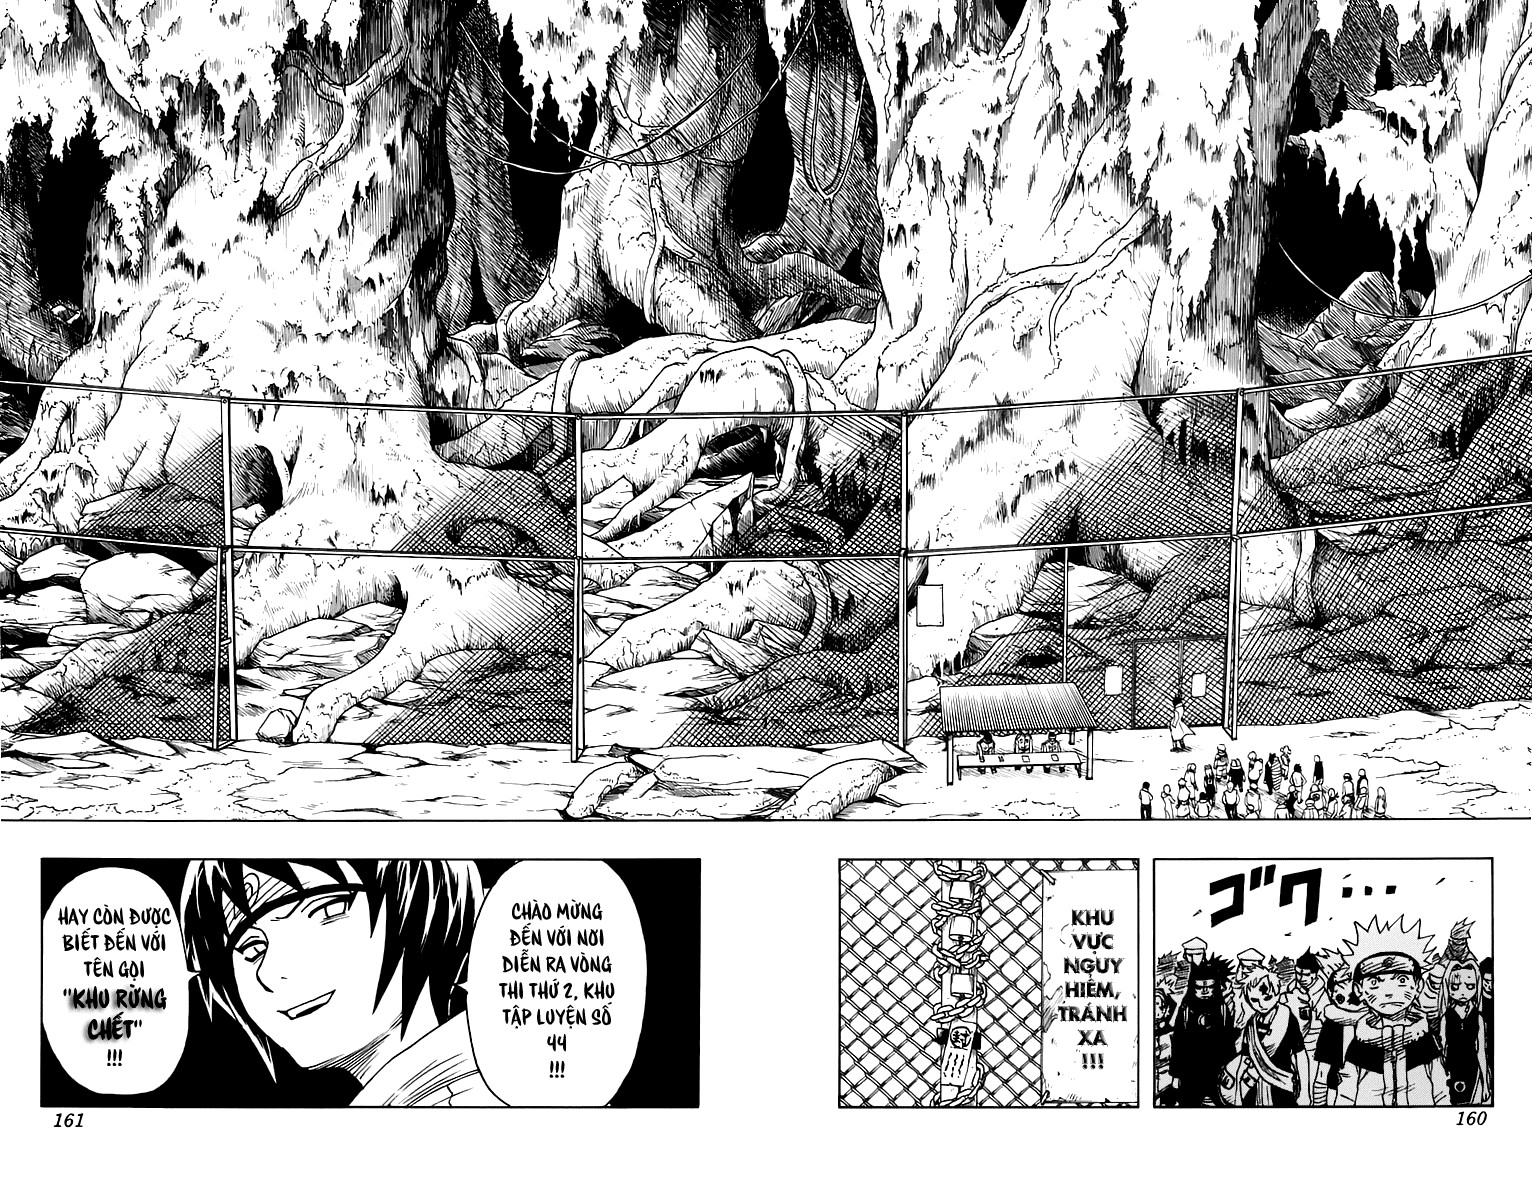 ゴク...
KHU
VỰC
NGUY
HIỂM,
TRÁNH
XA
!!!
封
CHÀO MỪNG
ĐẾN VỚI NƠI
DIỄN RA VÒNG
THI THỨ 2, KHU
TẬP LUYỆN SỐ
44
!!!
HAY CÒN ĐƯỢC
BIẾT ĐẾN VỚI
TÊN GỌI
"KHU RỪNG
CHẾT"
!!!
161
160